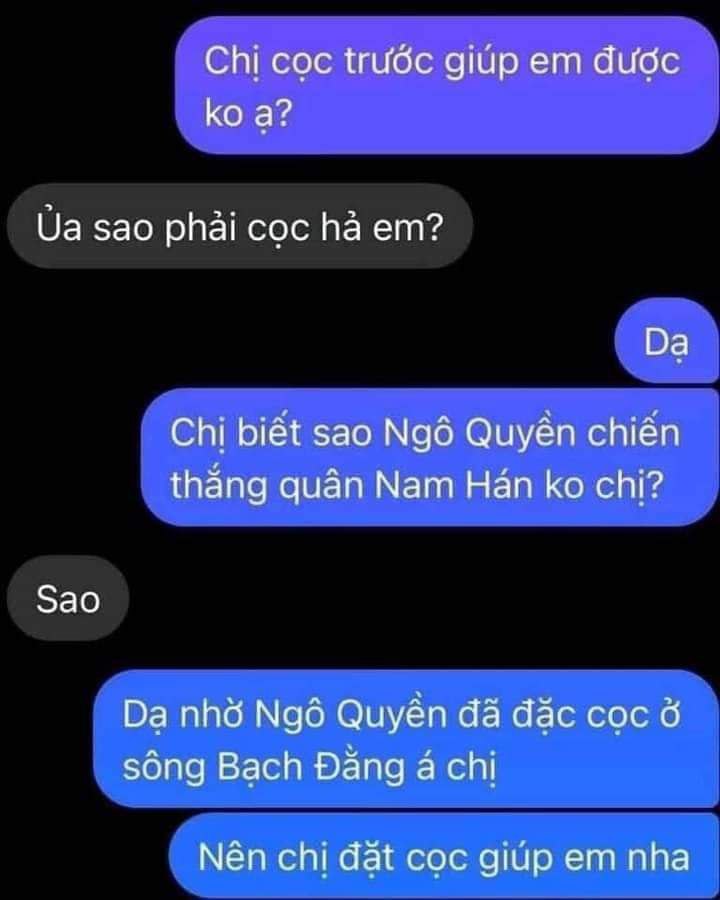 Chị cọc trước giúp em được
ko ạ?
Ủa sao phải cọc hả em?
Dạ
Chị biết sao Ngô Quyền chiến
thắng quân Nam Hán ko chị?
Sao
Dạ nhờ Ngô Quyền đã đặc cọc ở
sông Bạch Đằng á chị
Nên chị đặt cọc giúp em nha